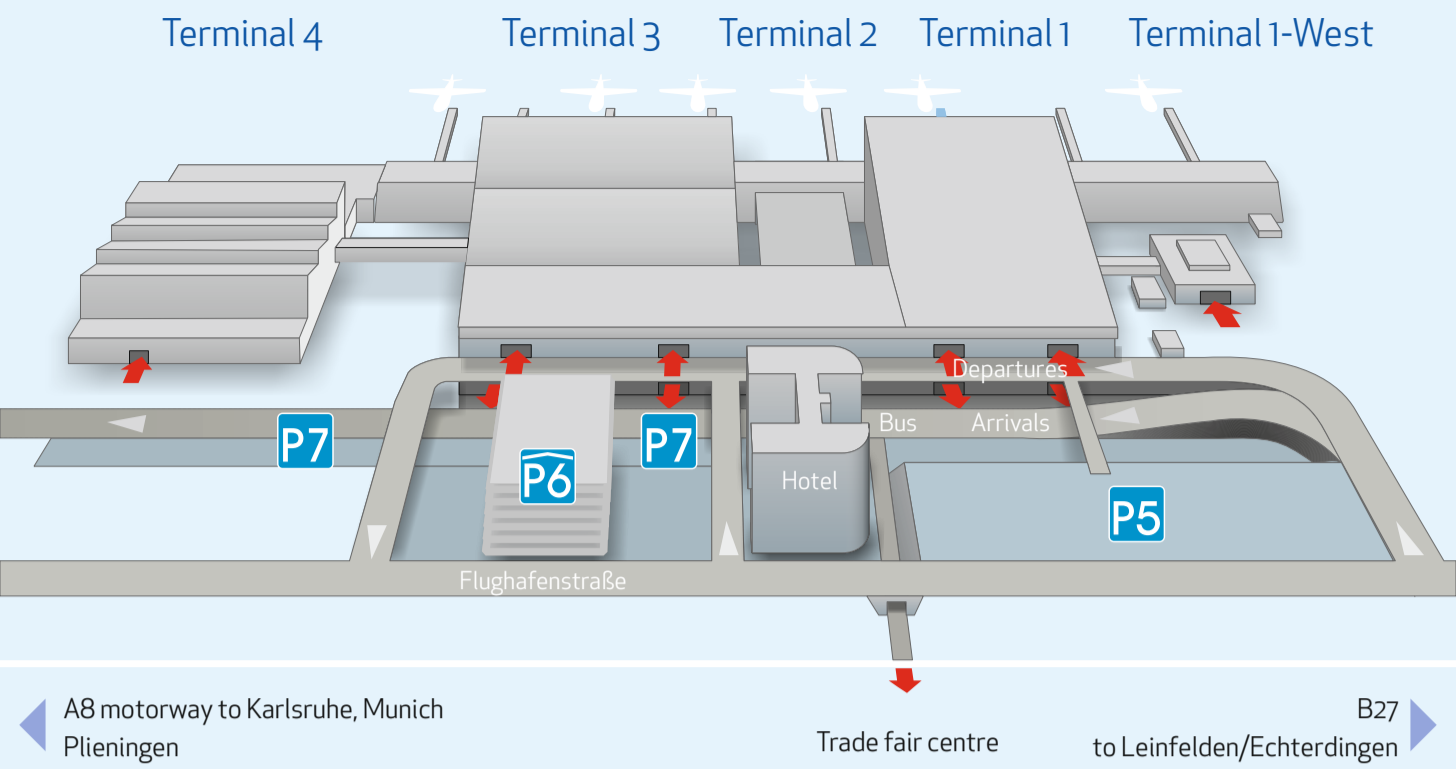 Terminal 4
Terminal 3
Terminal 2
Terminal 1
Terminal 1-West
Departures
Bus
Arrivals
P7
P6
P7
Hotel
P5
Flughafenstraße
A8 motorway to Karlsruhe, Munich
Plieningen
Trade fair centre
B27
to Leinfelden/Echterdingen